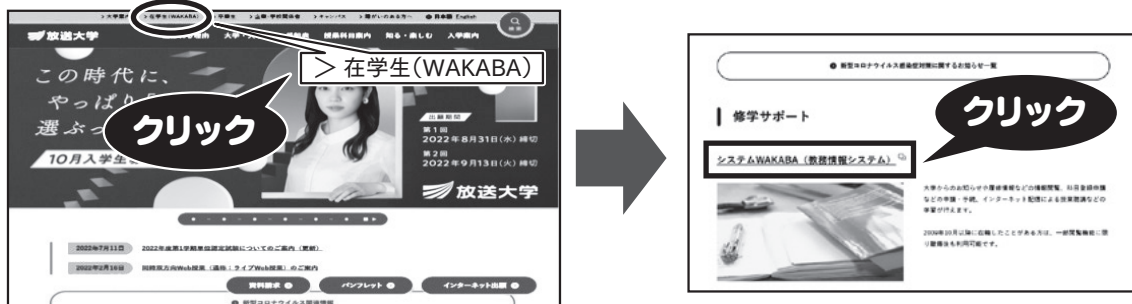 > 大学案内
> 在学生(WAKABA)
> 卒業生
> 企業・学校関係者
> キャンパス
> 障がいのある方へ
日本語 English
検索
放送大学
授業科目案内
知る・楽しむ
入学案内
> 在学生(WAKABA)
この時代に、
やっぱり
選ぶっ
クリック
10月入学生
出願期間
第1回
2022年8月31日(水)締切
第2回
2022年9月13日(火)締切
放送大学
2022年7月11日 2022年度第1学期単位認定試験についてのご案内(更新)
2022年2月16日 同時双方向Web授業(通称:ライブWeb授業)のご案内
資料請求
パンフレット
インターネット出願
新型コロナウイルス関連情報
新型コロナウイルス感染症対策に関するお知らせ一覧
修学サポート
クリック
システムWAKABA(教務情報システム)
大学からのお知らせや履修情報などの情報閲覧、科目登録申請
などの申請・手続、インターネット配信による授業聴講などの
学習が行えます。
2009年10月以降に在籍したことがある方は、一部閲覧機能に限
り離籍後も利用可能です。